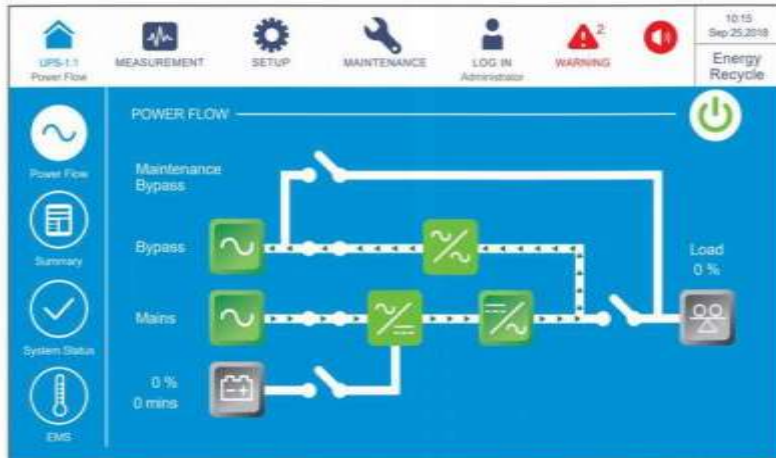 UPS-1.1
Power Flow
MEASUREMENT
SETUP
MAINTENANCE
LOG IN
Administrator
2
WARNING
10:15
Sep 25,2018
Energy
Recycle
Power Flow
Summary
System Status
EMS
POWER FLOW
Maintenance
Bypass
Bypass
Mains
0 %
0 mins
Load
0 %